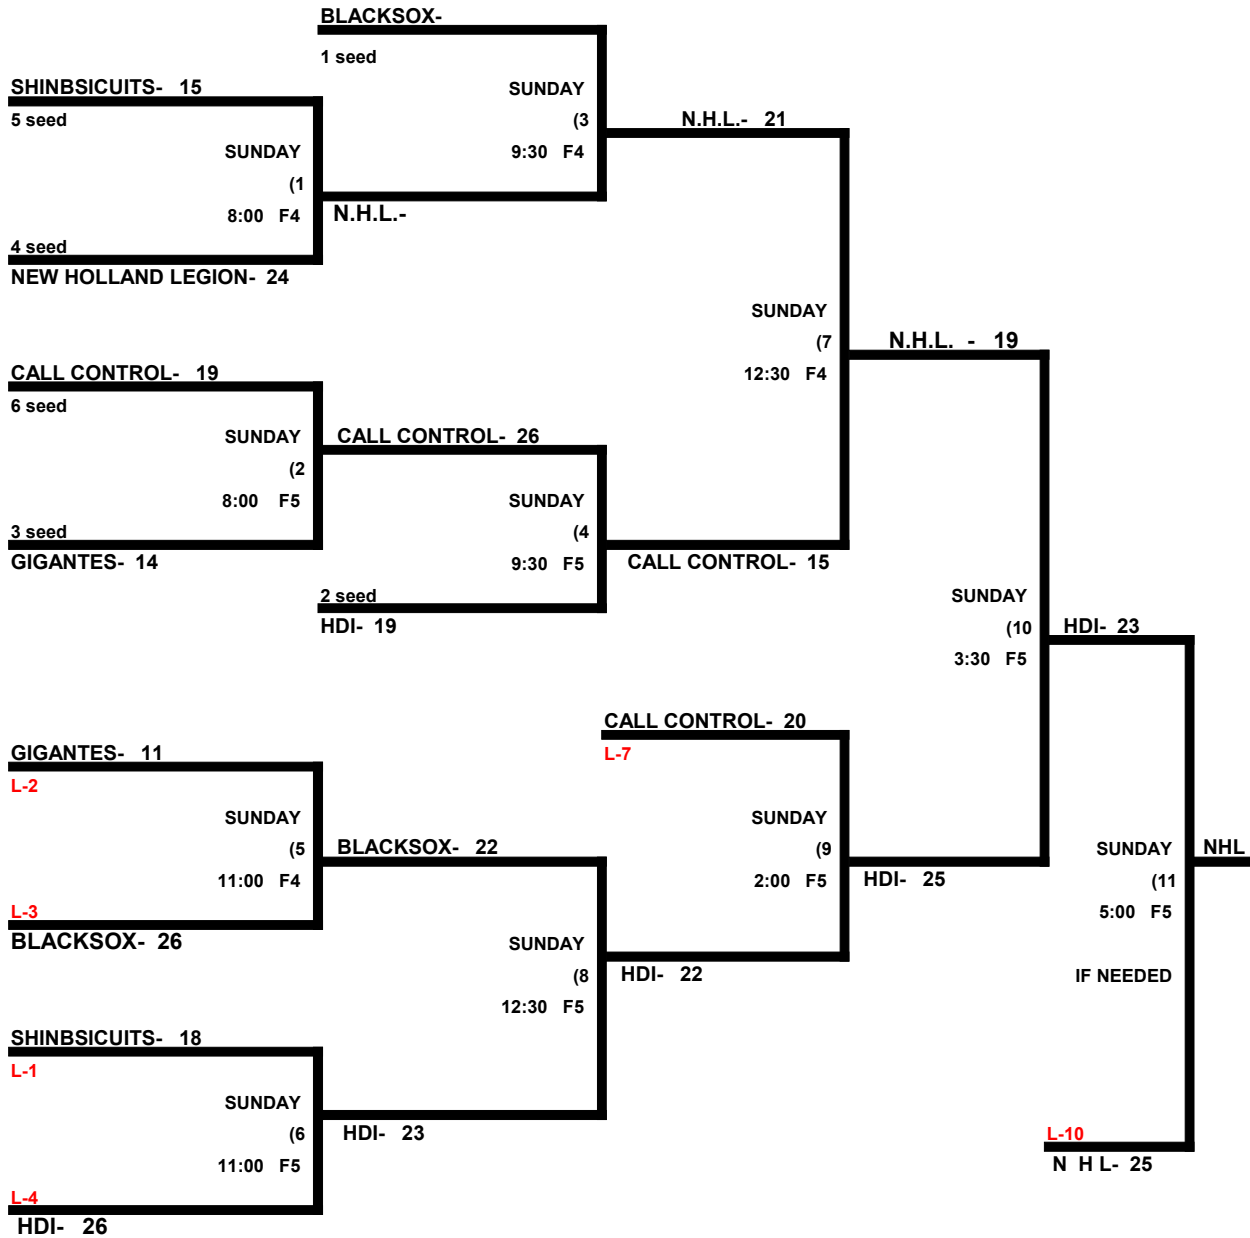 BLACKSOX-
1 seed
SHINBSICUITS- 15
5 seed
SUNDAY
(3
9:30 F4
N.H.L.- 21
SUNDAY
(1
8:00 F4
N.H.L.-
4 seed
NEW HOLLAND LEGION- 24
SUNDAY
(7
12:30 F4
N.H.L. - 19
CALL CONTROL- 19
6 seed
SUNDAY
(2
8:00 F5
CALL CONTROL- 26
SUNDAY
(4
9:30 F5
3 seed
GIGANTES- 14
CALL CONTROL- 15
2 seed
HDI- 19
SUNDAY
(10
3:30 F5
HDI- 23
CALL CONTROL- 20
L-7
GIGANTES- 11
L-2
SUNDAY
(5
11:00 F4
BLACKSOX- 22
SUNDAY
(9
2:00 F5
HDI- 25
SUNDAY
(11
5:00 F5
IF NEEDED
NHL
L-3
BLACKSOX- 26
SUNDAY
(8
12:30 F5
HDI- 22
SHINBSICUITS- 18
L-1
SUNDAY
(6
11:00 F5
HDI- 23
L-10
N H L- 25
L-4
HDI- 26